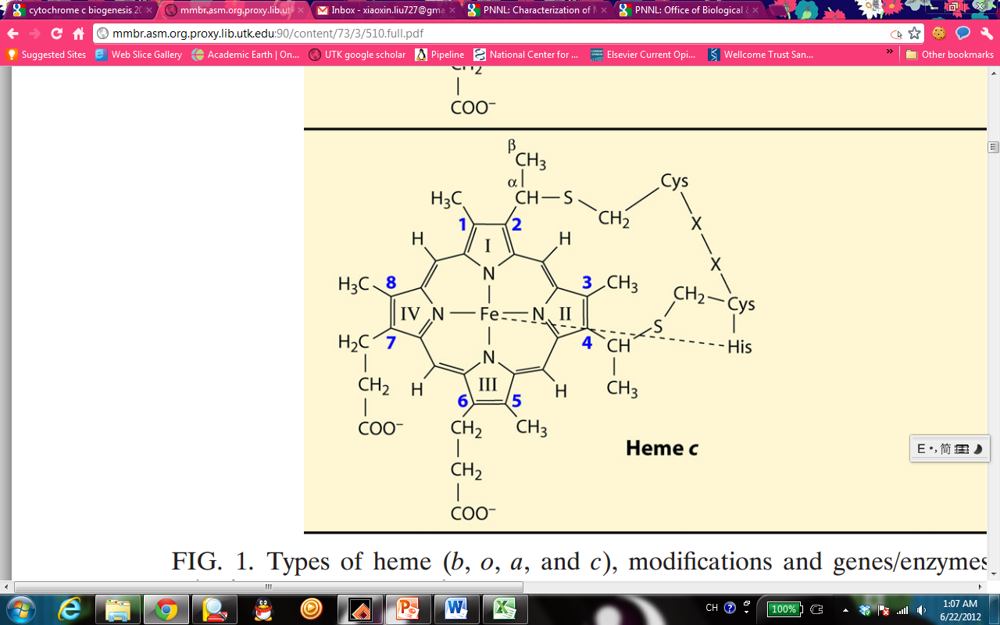 cytochrome c biogenesis 20
mmbr.asm.org.proxy.lib.ut
Inbox - xiaoxin.liu727@gma
PNNL: Characterization of M
PNNL: Office of Biological &
mmbr.asm.org.proxy.lib.utk.edu:90/content/73/3/510.full.pdf
Suggested Sites
Web Slice Gallery
Academic Earth | On...
UTK google scholar
Pipeline
National Center for ...
Elsevier Current Opi...
Wellcome Trust San...
»
Other bookmarks
CH₂
COO⁻
β
CH₃
α
CH—S
Cys
H₃C
CH₂
1
2
X
H
I
H
N
X
H₃C
8
3
CH₃
CH₂
Cys
IV
N
Fe
N
II
S
H₂C
7
4
CH
His
N
CH₂
H
III
H
CH₃
6
5
COO⁻
CH₂
CH₃
Heme c
CH₂
COO⁻
E •, 简
FIG. 1. Types of heme (b, o, a, and c), modifications and genes/enzymes
CH
100%
1:07 AM
6/22/2012